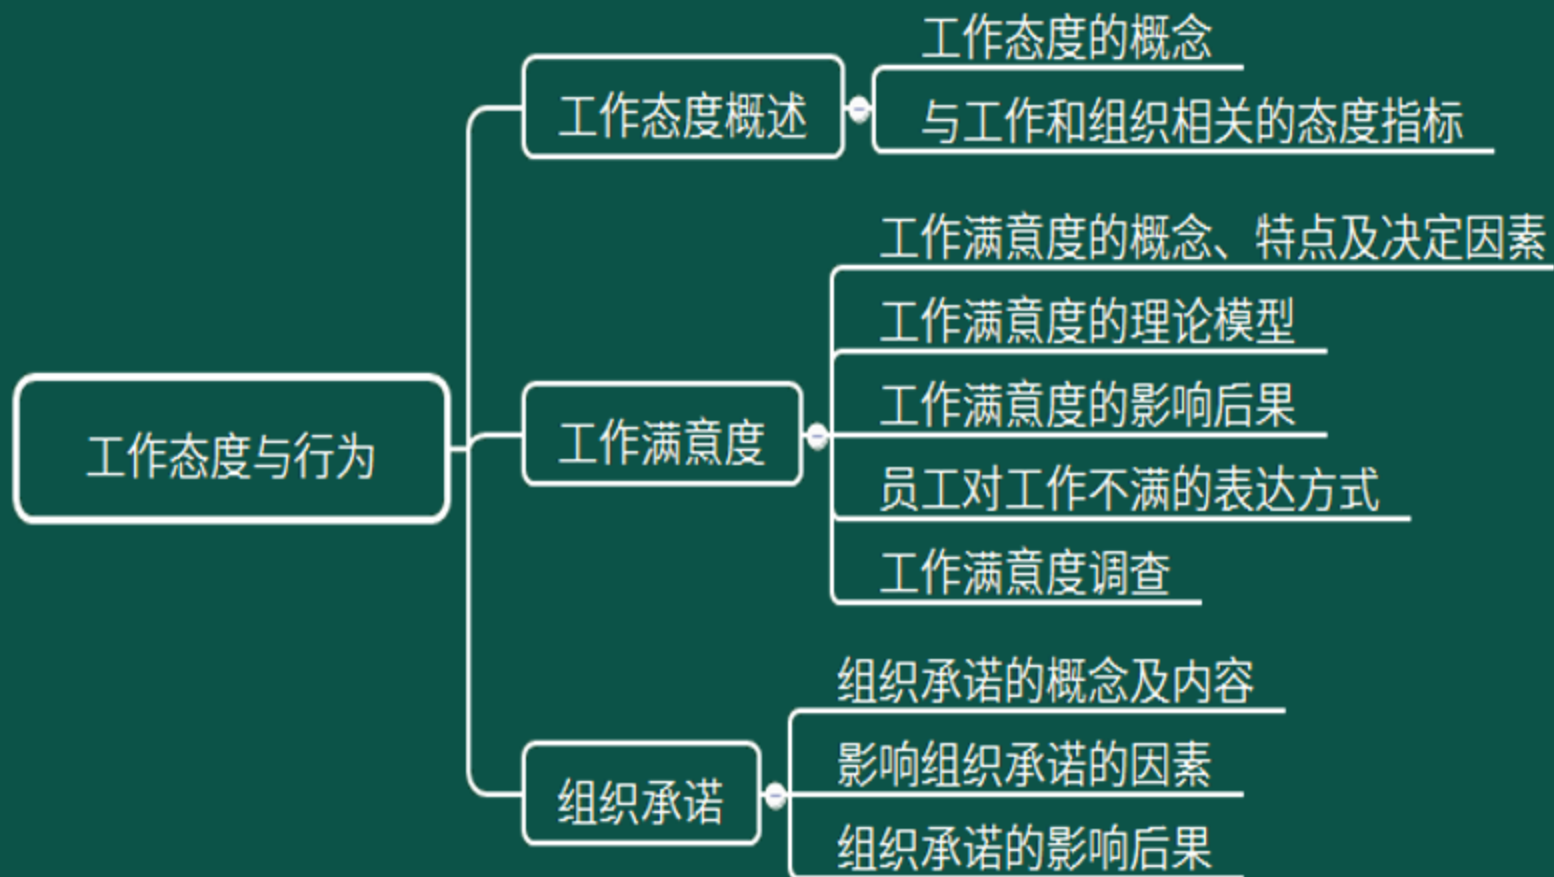 工作态度与行为
工作态度概述
工作态度的概念
与工作和组织相关的态度指标
工作满意度
工作满意度的概念、特点及决定因素
工作满意度的理论模型
工作满意度的影响后果
员工对工作不满的表达方式
工作满意度调查
组织承诺
组织承诺的概念及内容
影响组织承诺的因素
组织承诺的影响后果